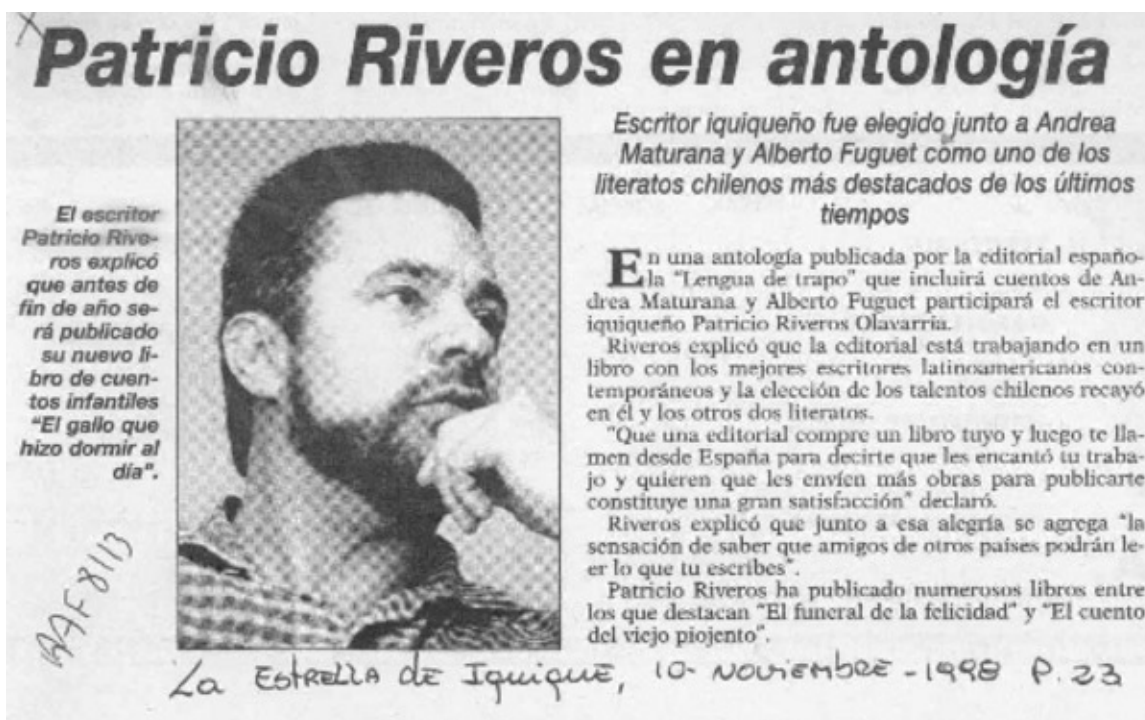 Patricio Riveros en antología
Escritor iquiqueño fue elegido junto a Andrea
Maturana y Alberto Fuguet como uno de los
literatos chilenos más destacados de los últimos
tiempos
El escritor
Patricio Rive-
ros explicó
que antes de
fin de año se-
rá publicado
su nuevo li-
bro de cuen-
tos infantiles
"El gallo que
hizo dormir al
día".
En una antología publicada por la editorial españo-
la "Lengua de trapo" que incluirá cuentos de An-
drea Maturana y Alberto Fuguet participará el escritor
iquiqueño Patricio Riveros Olavarría.
Riveros explicó que la editorial está trabajando en un
libro con los mejores escritores latinoamericanos con-
temporáneos y la elección de los talentos chilenos recayó
en él y los otros dos literatos.
"Que una editorial compre un libro tuyo y luego te lla-
men desde España para decirte que les encantó tu traba-
jo y quieren que les envíen más obras para publicarte
constituye una gran satisfacción" declaró.
Riveros explicó que junto a esa alegría se agrega "la
sensación de saber que amigos de otros países podrán le-
er lo que tu escribes".
Patricio Riveros ha publicado numerosos libros entre
los que destacan "El funeral de la felicidad" y "El cuento
del viejo piojento".
La Estrella de Iquique, 10- Noviembre - 1998 P. 23